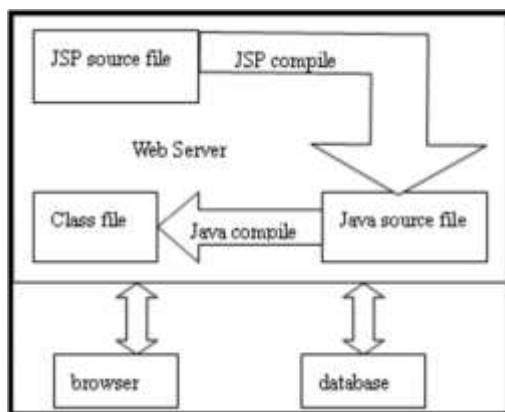 JSP source file
JSP compile
Web Server
Class file
Java compile
Java source file
browser
database